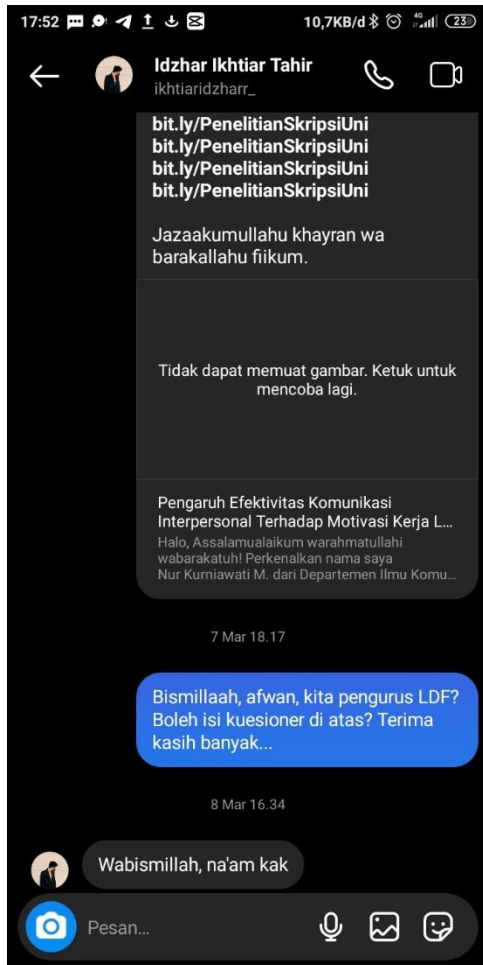 17:52
10,7KB/d 4G 23
Idzhar Ikhtiar Tahir
ikhtiaridzharr_
bit.ly/PenelitianSkripsiUni
bit.ly/PenelitianSkripsiUni
bit.ly/PenelitianSkripsiUni
bit.ly/PenelitianSkripsiUni
Jazaakumullahu khayran wa
barakallahu fiikum.
Tidak dapat memuat gambar. Ketuk untuk
mencoba lagi.
Pengaruh Efektivitas Komunikasi
Interpersonal Terhadap Motivasi Kerja L...
Halo, Assalamualaikum warahmatullahi
wabarakatuh! Perkenalkan nama saya
Nur Kurniawati M. dari Departemen Ilmu Komu...
7 Mar 18.17
Bismillaah, afwan, kita pengurus LDF?
Boleh isi kuesioner di atas? Terima
kasih banyak...
8 Mar 16.34
Wabismillah, na'am kak
Pesan...